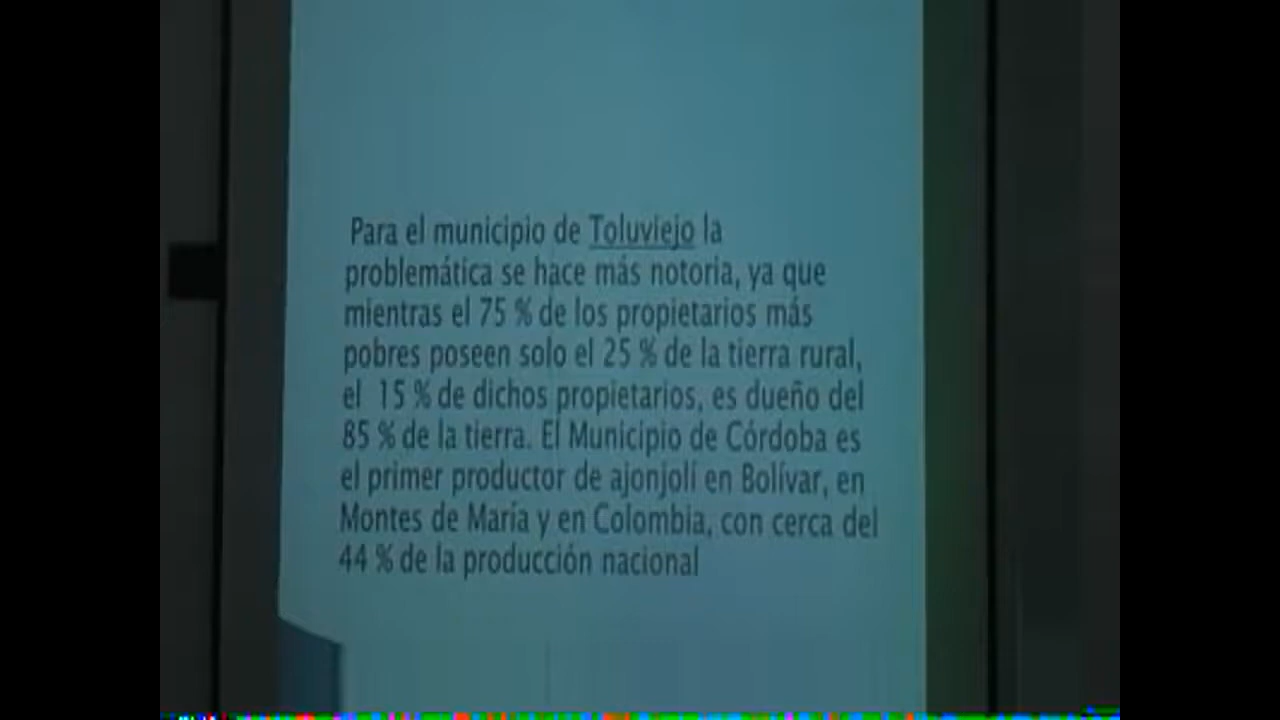 Para el municipio de Toluviejo la
problemática se hace más notoria, ya que
mientras el 75 % de los propietarios más
pobres poseen solo el 25 % de la tierra rural,
el 15 % de dichos propietarios, es dueño del
85 % de la tierra. El Municipio de Córdoba es
el primer productor de ajonjolí en Bolívar, en
Montes de María y en Colombia, con cerca del
44 % de la producción nacional